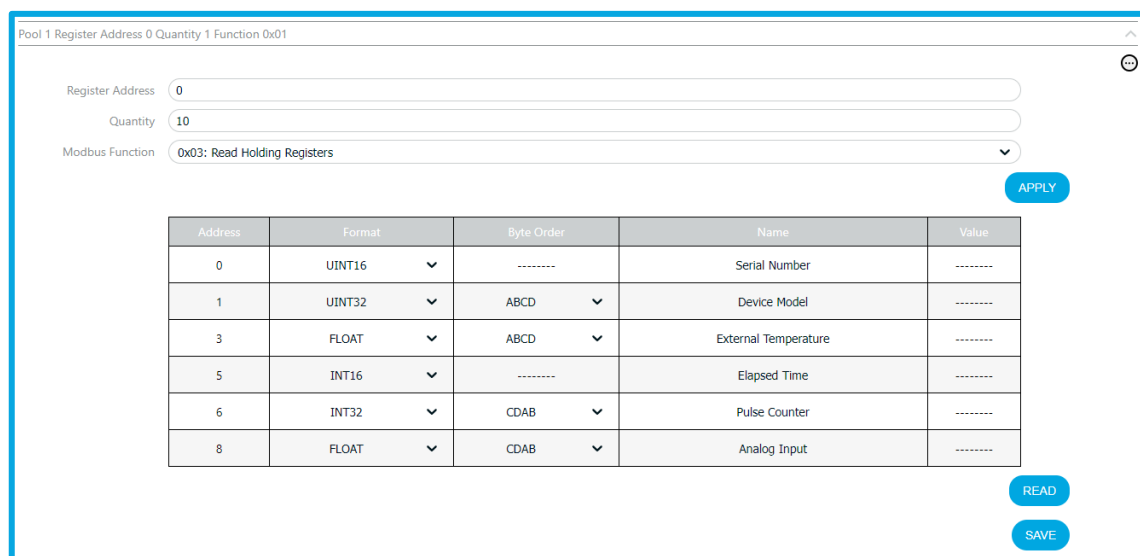 Pool 1 Register Address 0 Quantity 1 Function 0x01
Register Address 0
Quantity 10
Modbus Function 0x03: Read Holding Registers
APPLY
Address Format Byte Order Name Value
0 UINT16 -------- Serial Number --------
1 UINT32 ABCD Device Model --------
3 FLOAT ABCD External Temperature --------
5 INT16 -------- Elapsed Time --------
6 INT32 CDAB Pulse Counter --------
8 FLOAT CDAB Analog Input --------
READ
SAVE